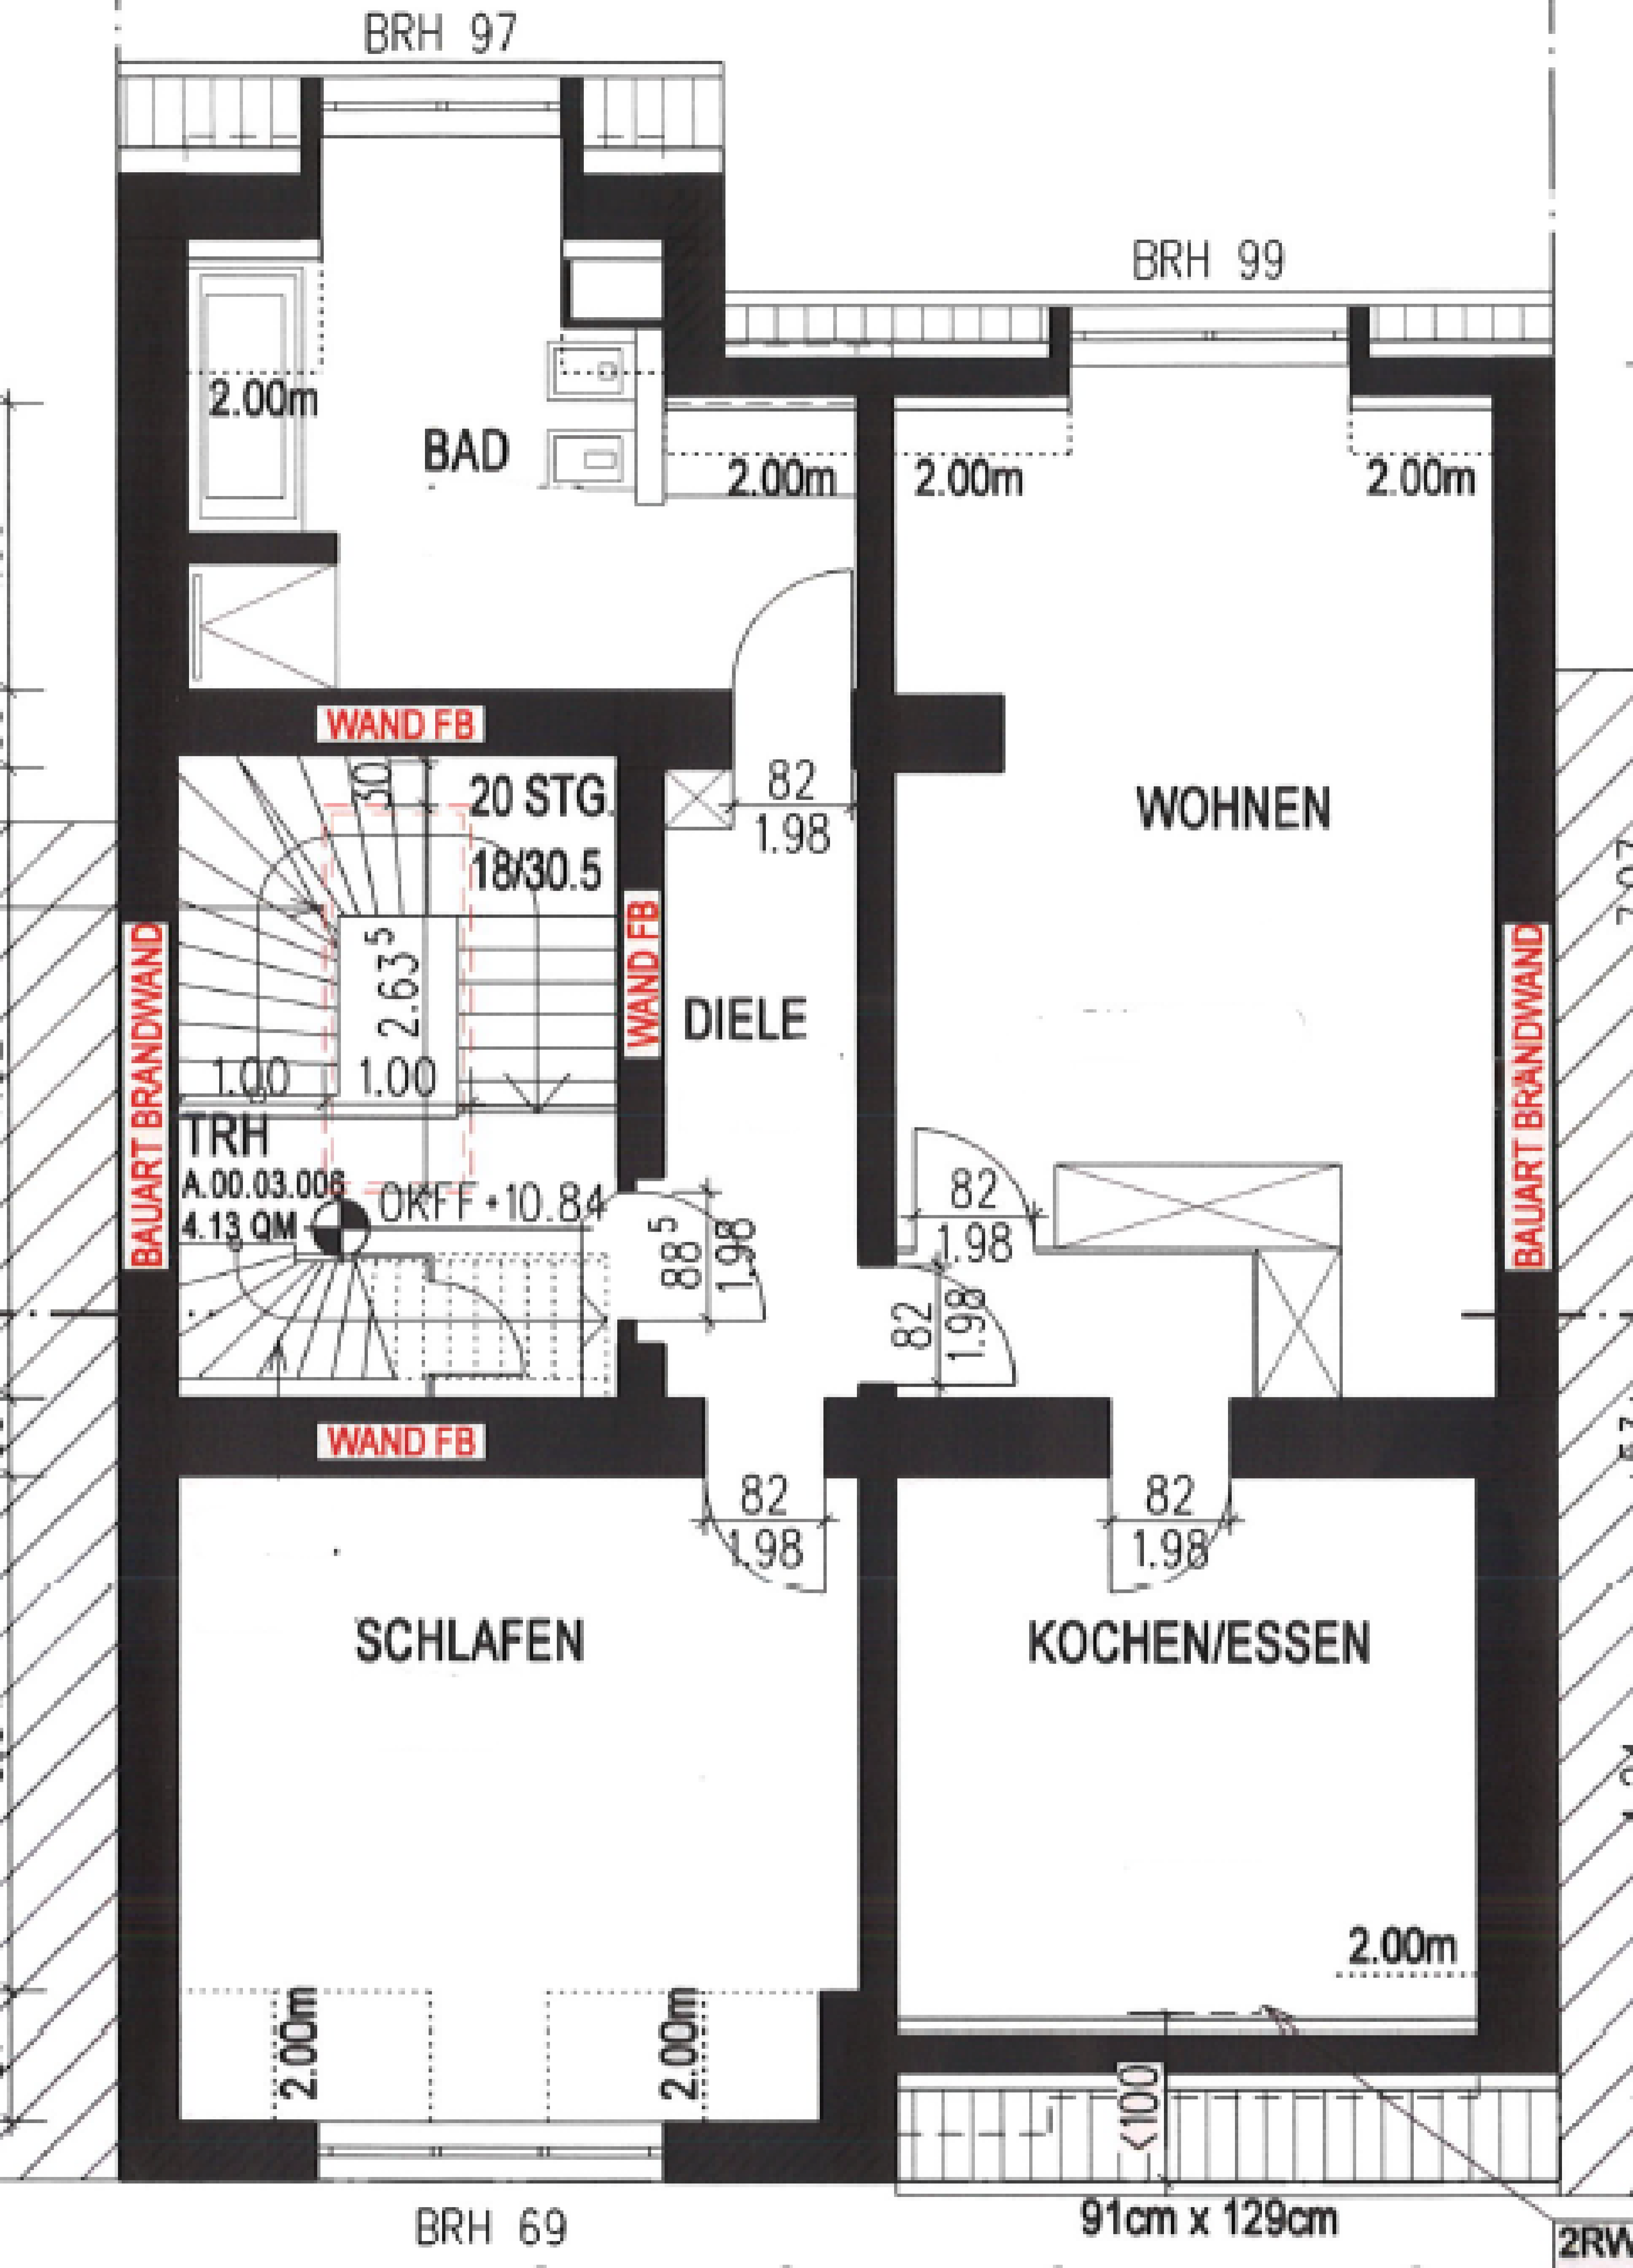 BRH 97
BRH 99
2.00m
BAD
2.00m
2.00m
2.00m
WAND FB
30
20 STG.
18/30.5
82
1.98
WOHNEN
2.63⁵
WAND FB
DIELE
1.00
1.00
BAUART BRANDWAND
BAUART BRANDWAND
TRH
A.00.03.006
4.13 QM
OKFF +10.84
88⁵
1.98
82
1.98
82
1.98
WAND FB
82
1.98
82
1.98
SCHLAFEN
KOCHEN/ESSEN
2.00m
2.00m
2.00m
<100
91cm x 129cm
BRH 69
2RW